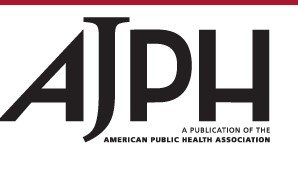 AJPH
A PUBLICATION OF THE
AMERICAN PUBLIC HEALTH ASSOCIATION